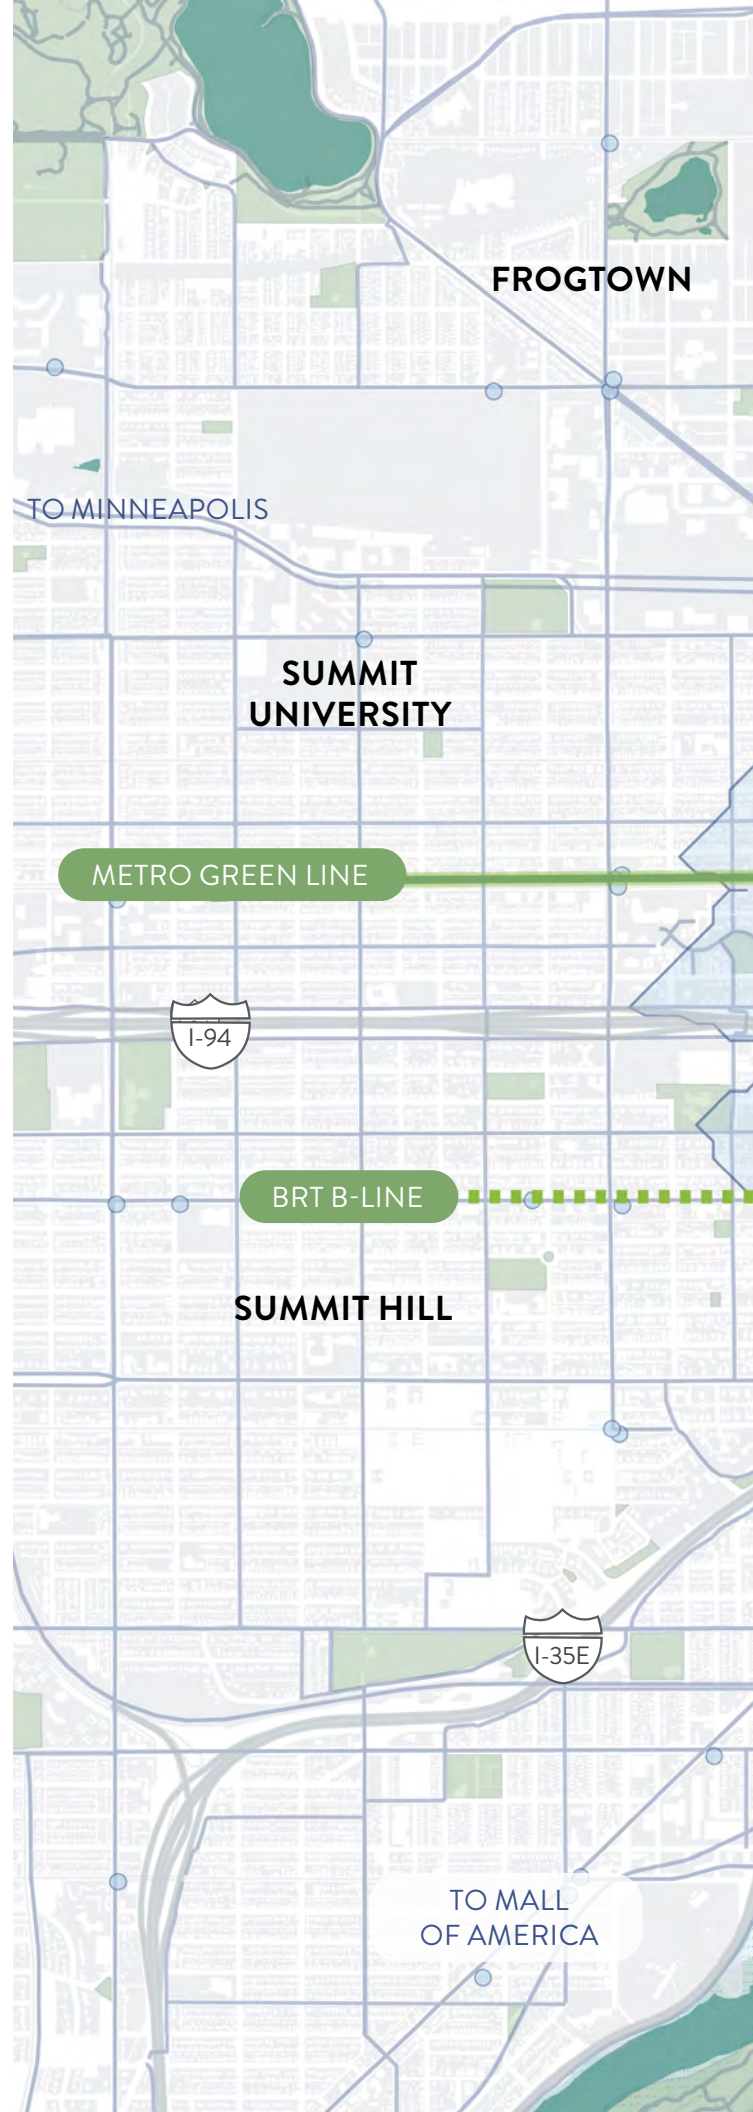 FROGTOWN
TO MINNEAPOLIS
SUMMIT
UNIVERSITY
METRO GREEN LINE
I-94
BRT B-LINE
SUMMIT HILL
I-35E
TO MALL
OF AMERICA